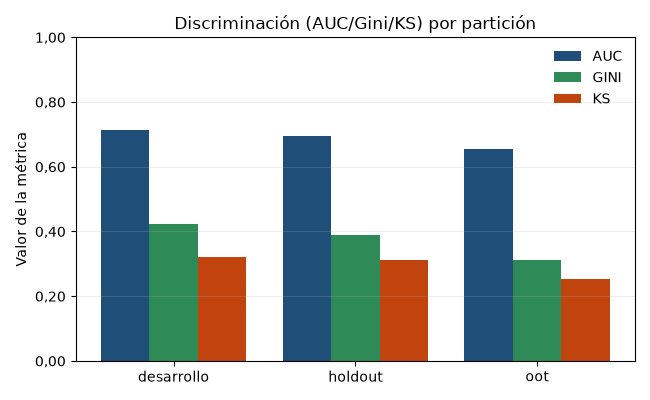 Discriminación (AUC/Gini/KS) por partición
1,00
0,80
0,60
0,40
0,20
0,00
Valor de la métrica
AUC
GINI
KS
desarrollo
holdout
oot